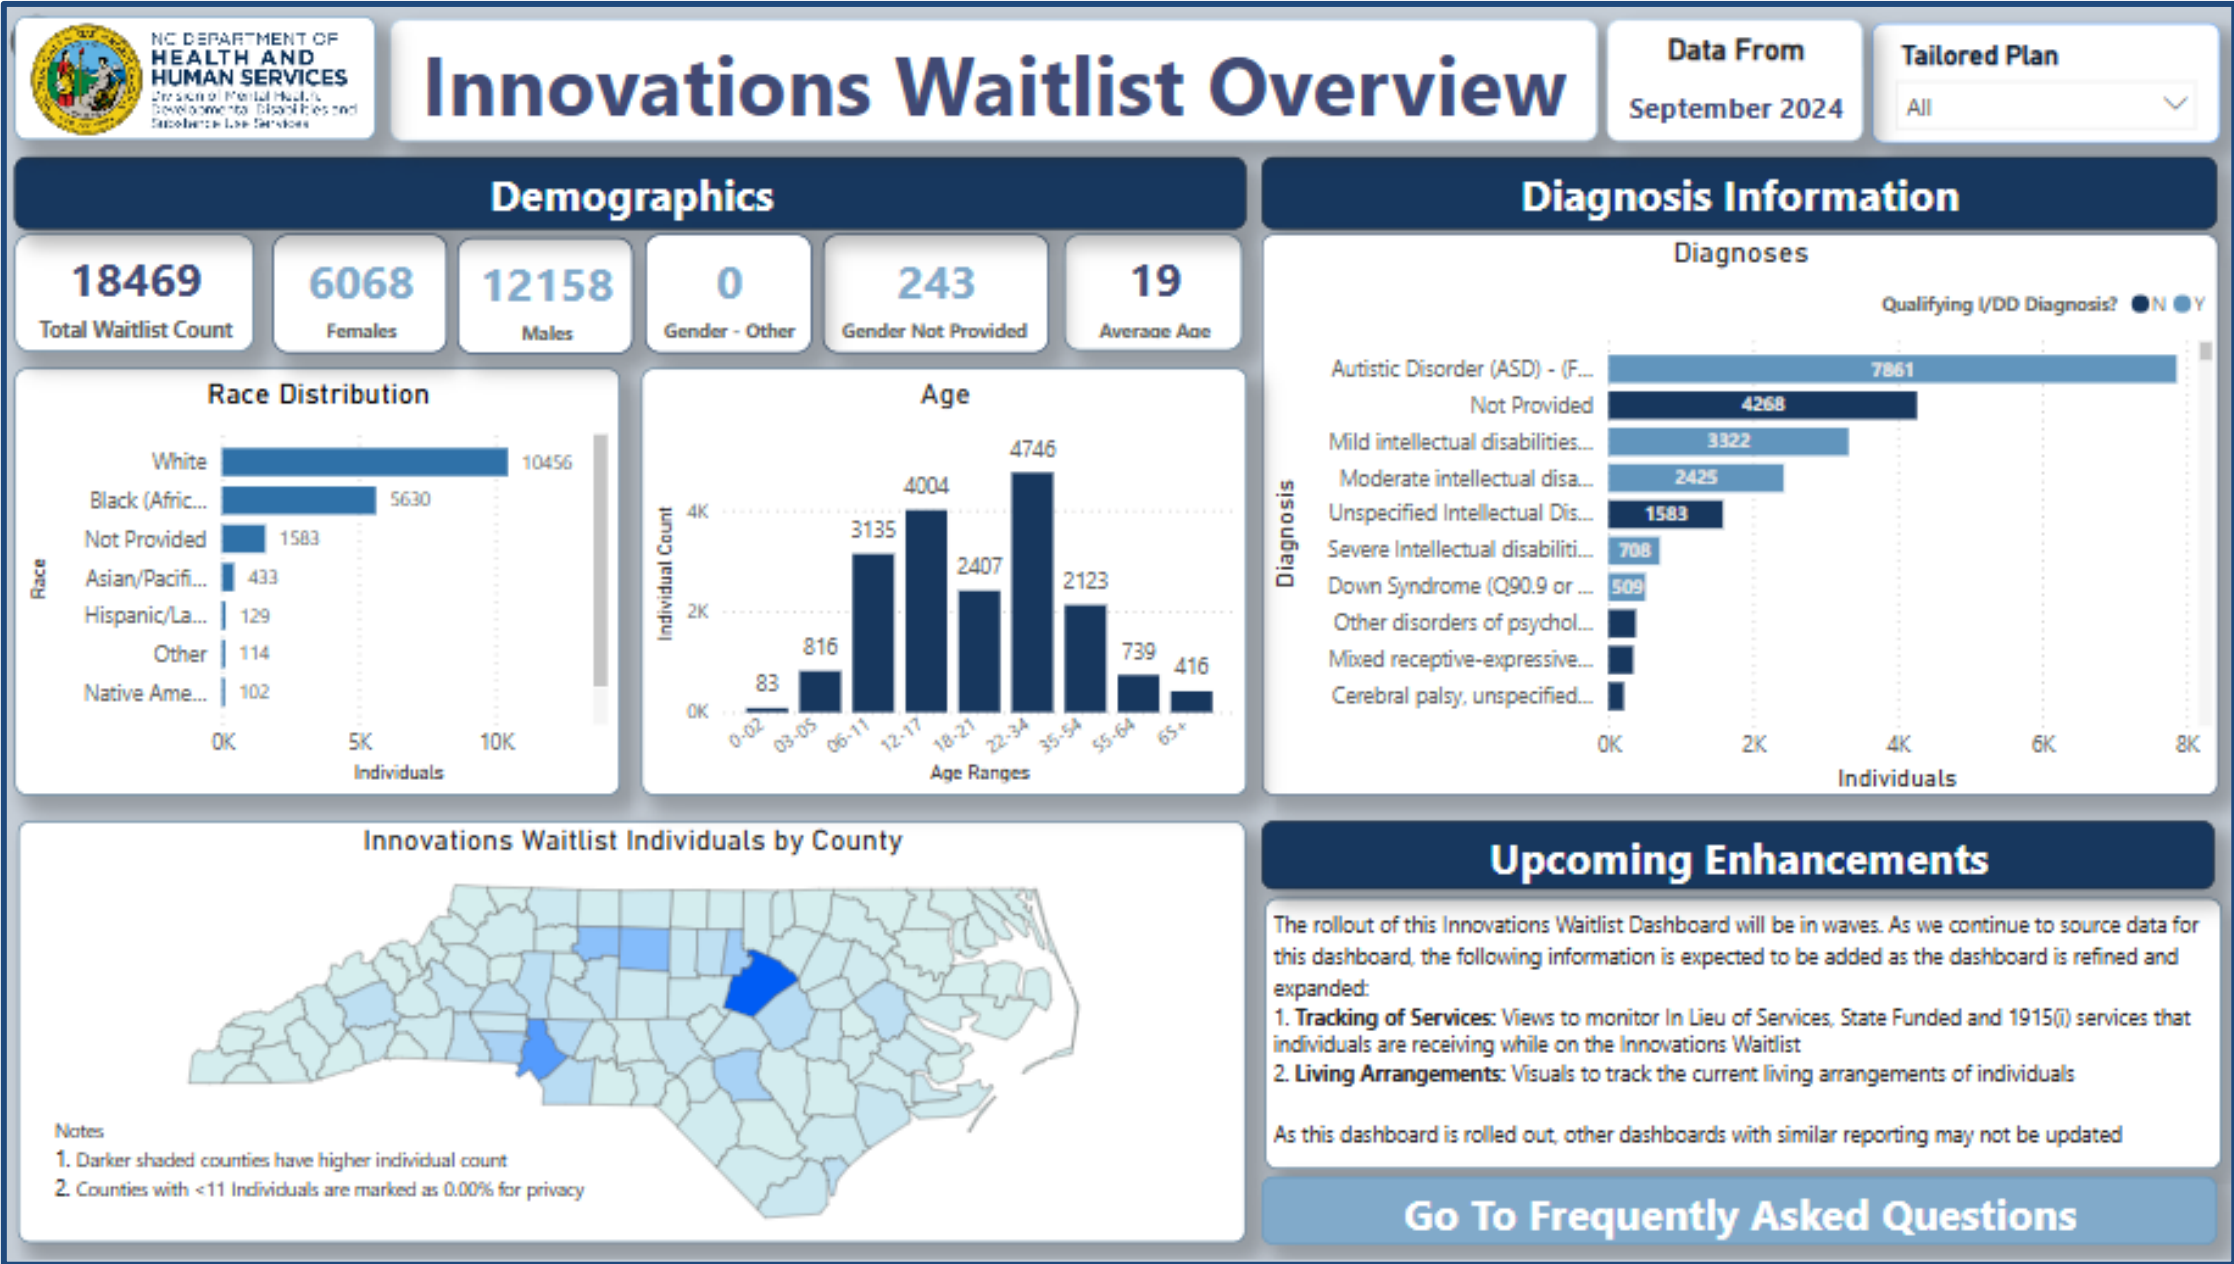 NC DEPARTMENT OF
HEALTH AND
HUMAN SERVICES
Division of Mental Health,
Developmental Disabilities and
Substance Use Services
Innovations Waitlist Overview
Data From
September 2024
Tailored Plan
All
Demographics
18469
Total Waitlist Count
6068
Females
12158
Males
0
Gender - Other
243
Gender Not Provided
19
Average Age
Race Distribution
Race
White 10456
Black (Afric... 5630
Not Provided 1583
Asian/Pacifi... 433
Hispanic/La... 129
Other 114
Native Ame... 102
0K 5K 10K
Individuals
Age
Individual Count
4K
2K
0K
83 816 3135 4004 2407 4746 2123 739 416
0-02 03-05 06-11 12-17 18-21 22-34 35-54 55-64 65+
Age Ranges
Diagnosis Information
Diagnoses
Qualifying I/DD Diagnosis? N Y
Diagnosis
Autistic Disorder (ASD) - (F... 7861
Not Provided 4268
Mild intellectual disabilities... 3322
Moderate intellectual disa... 2425
Unspecified Intellectual Dis... 1583
Severe Intellectual disabiliti... 708
Down Syndrome (Q90.9 or ... 509
Other disorders of psychol...
Mixed receptive-expressive...
Cerebral palsy, unspecified...
0K 2K 4K 6K 8K
Individuals
Innovations Waitlist Individuals by County
Notes
1. Darker shaded counties have higher individual count
2. Counties with <11 Individuals are marked as 0.00% for privacy
Upcoming Enhancements
The rollout of this Innovations Waitlist Dashboard will be in waves. As we continue to source data for
this dashboard, the following information is expected to be added as the dashboard is refined and
expanded:
1. Tracking of Services: Views to monitor In Lieu of Services, State Funded and 1915(i) services that
individuals are receiving while on the Innovations Waitlist
2. Living Arrangements: Visuals to track the current living arrangements of individuals
As this dashboard is rolled out, other dashboards with similar reporting may not be updated
Go To Frequently Asked Questions